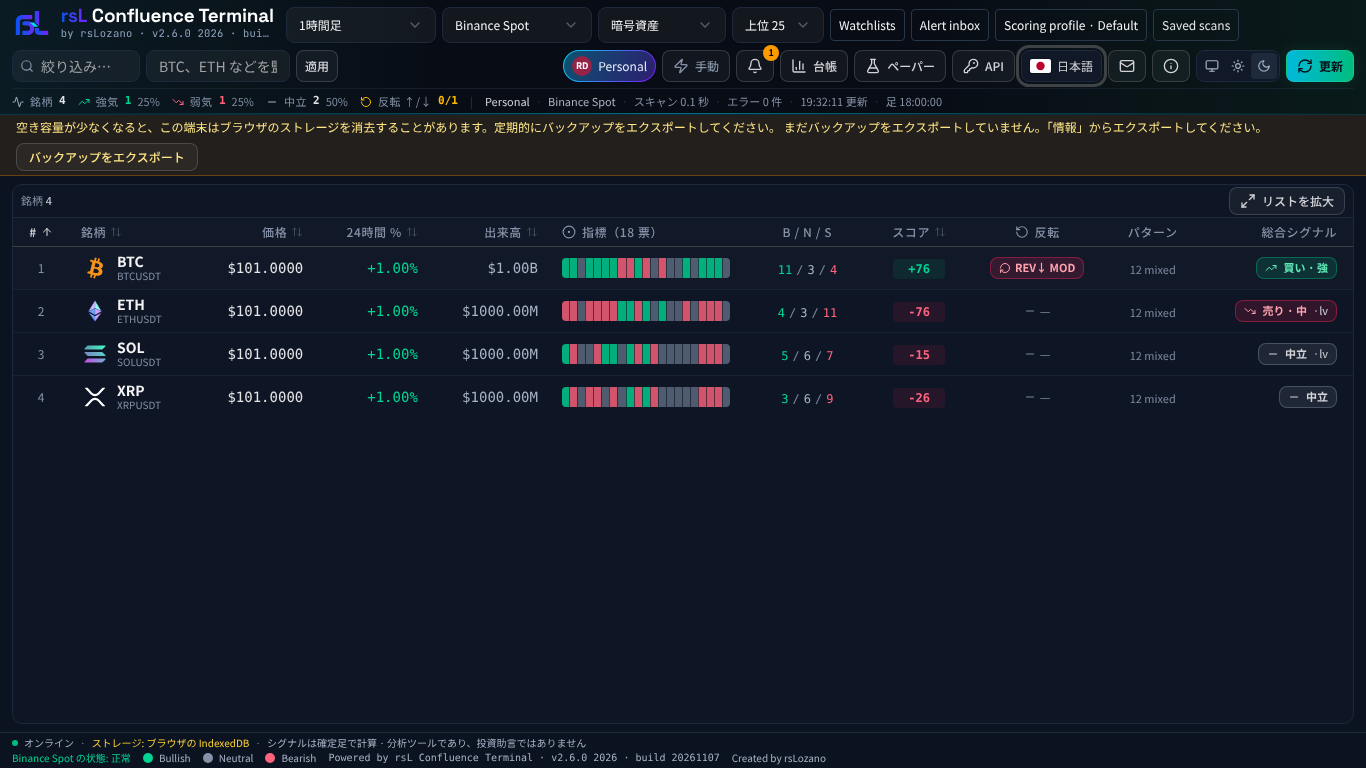 rsL Confluence Terminal
by rsLozano · v2.6.0 2026 · bui…
1時間足
Binance Spot
暗号資産
上位 25
Watchlists
Alert inbox
Scoring profile · Default
Saved scans
絞り込み…
BTC、ETH などを
適用
RD Personal
手動
1
台帳
ペーパー
API
日本語
更新
銘柄 4 強気 1 25% 弱気 1 25% 中立 2 50% 反転 ↑/↓ 0/1 Personal · Binance Spot · スキャン 0.1 秒 · エラー 0 件 · 19:32:11 更新 · 足 18:00:00
空き容量が少なくなると、この端末はブラウザのストレージを消去することがあります。定期的にバックアップをエクスポートしてください。 まだバックアップをエクスポートしていません。「情報」からエクスポートしてください。
バックアップをエクスポート
銘柄 4
リストを拡大
# ↑ 銘柄 価格 24時間 % 出来高 指標（18 票） B / N / S スコア 反転 パターン 総合シグナル
1 BTC BTCUSDT $101.0000 +1.00% $1.00B 11 / 3 / 4 +76 REV↓ MOD 12 mixed 買い · 強
2 ETH ETHUSDT $101.0000 +1.00% $1000.00M 4 / 3 / 11 -76 — — 12 mixed 売り · 中 · lv
3 SOL SOLUSDT $101.0000 +1.00% $1000.00M 5 / 6 / 7 -15 — — 12 mixed 中立 · lv
4 XRP XRPUSDT $101.0000 +1.00% $1000.00M 3 / 6 / 9 -26 — — 12 mixed 中立
オンライン · ストレージ: ブラウザの IndexedDB · シグナルは確定足で計算 · 分析ツールであり、投資助言ではありません
Binance Spot の状態: 正常 Bullish Neutral Bearish Powered by rsL Confluence Terminal · v2.6.0 2026 · build 20261107 Created by rsLozano